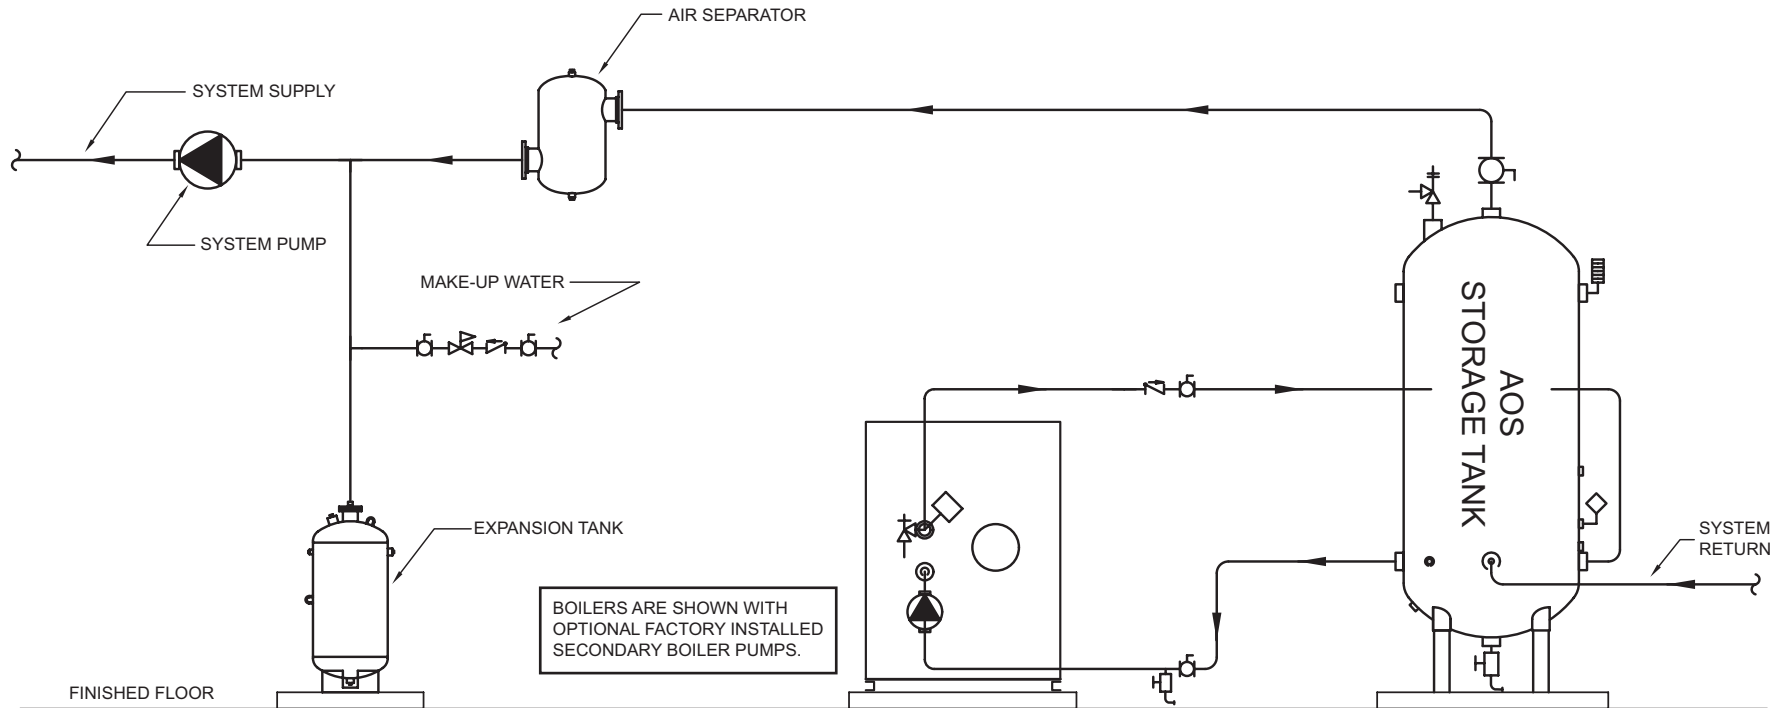 AIR SEPARATOR
SYSTEM SUPPLY
SYSTEM PUMP
MAKE-UP WATER
AOS
STORAGE TANK
EXPANSION TANK
SYSTEM
RETURN
BOILERS ARE SHOWN WITH
OPTIONAL FACTORY INSTALLED
SECONDARY BOILER PUMPS.
FINISHED FLOOR